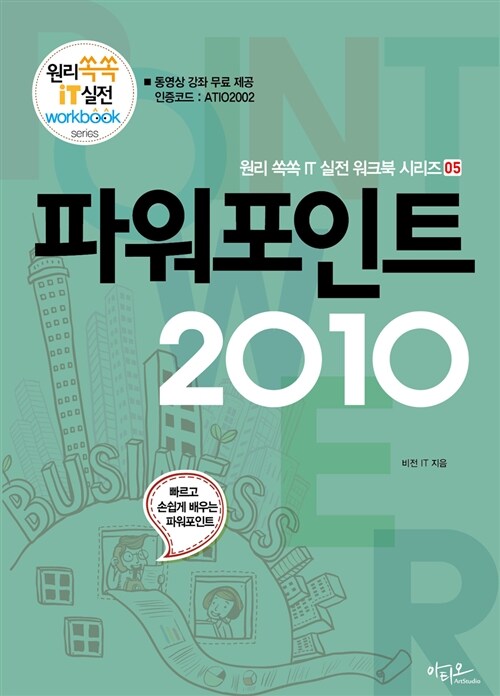 원리쏙쏙
iT실전
workbook
series
■ 동영상 강좌 무료 제공
인증코드 : ATIO2002
원리 쏙쏙 IT 실전 워크북 시리즈 05
파워포인트
2010
POINT
POWER
비전 IT 지음
BUSINESS
빠르고
손쉽게 배우는
파워포인트
아티오
ArtStudio